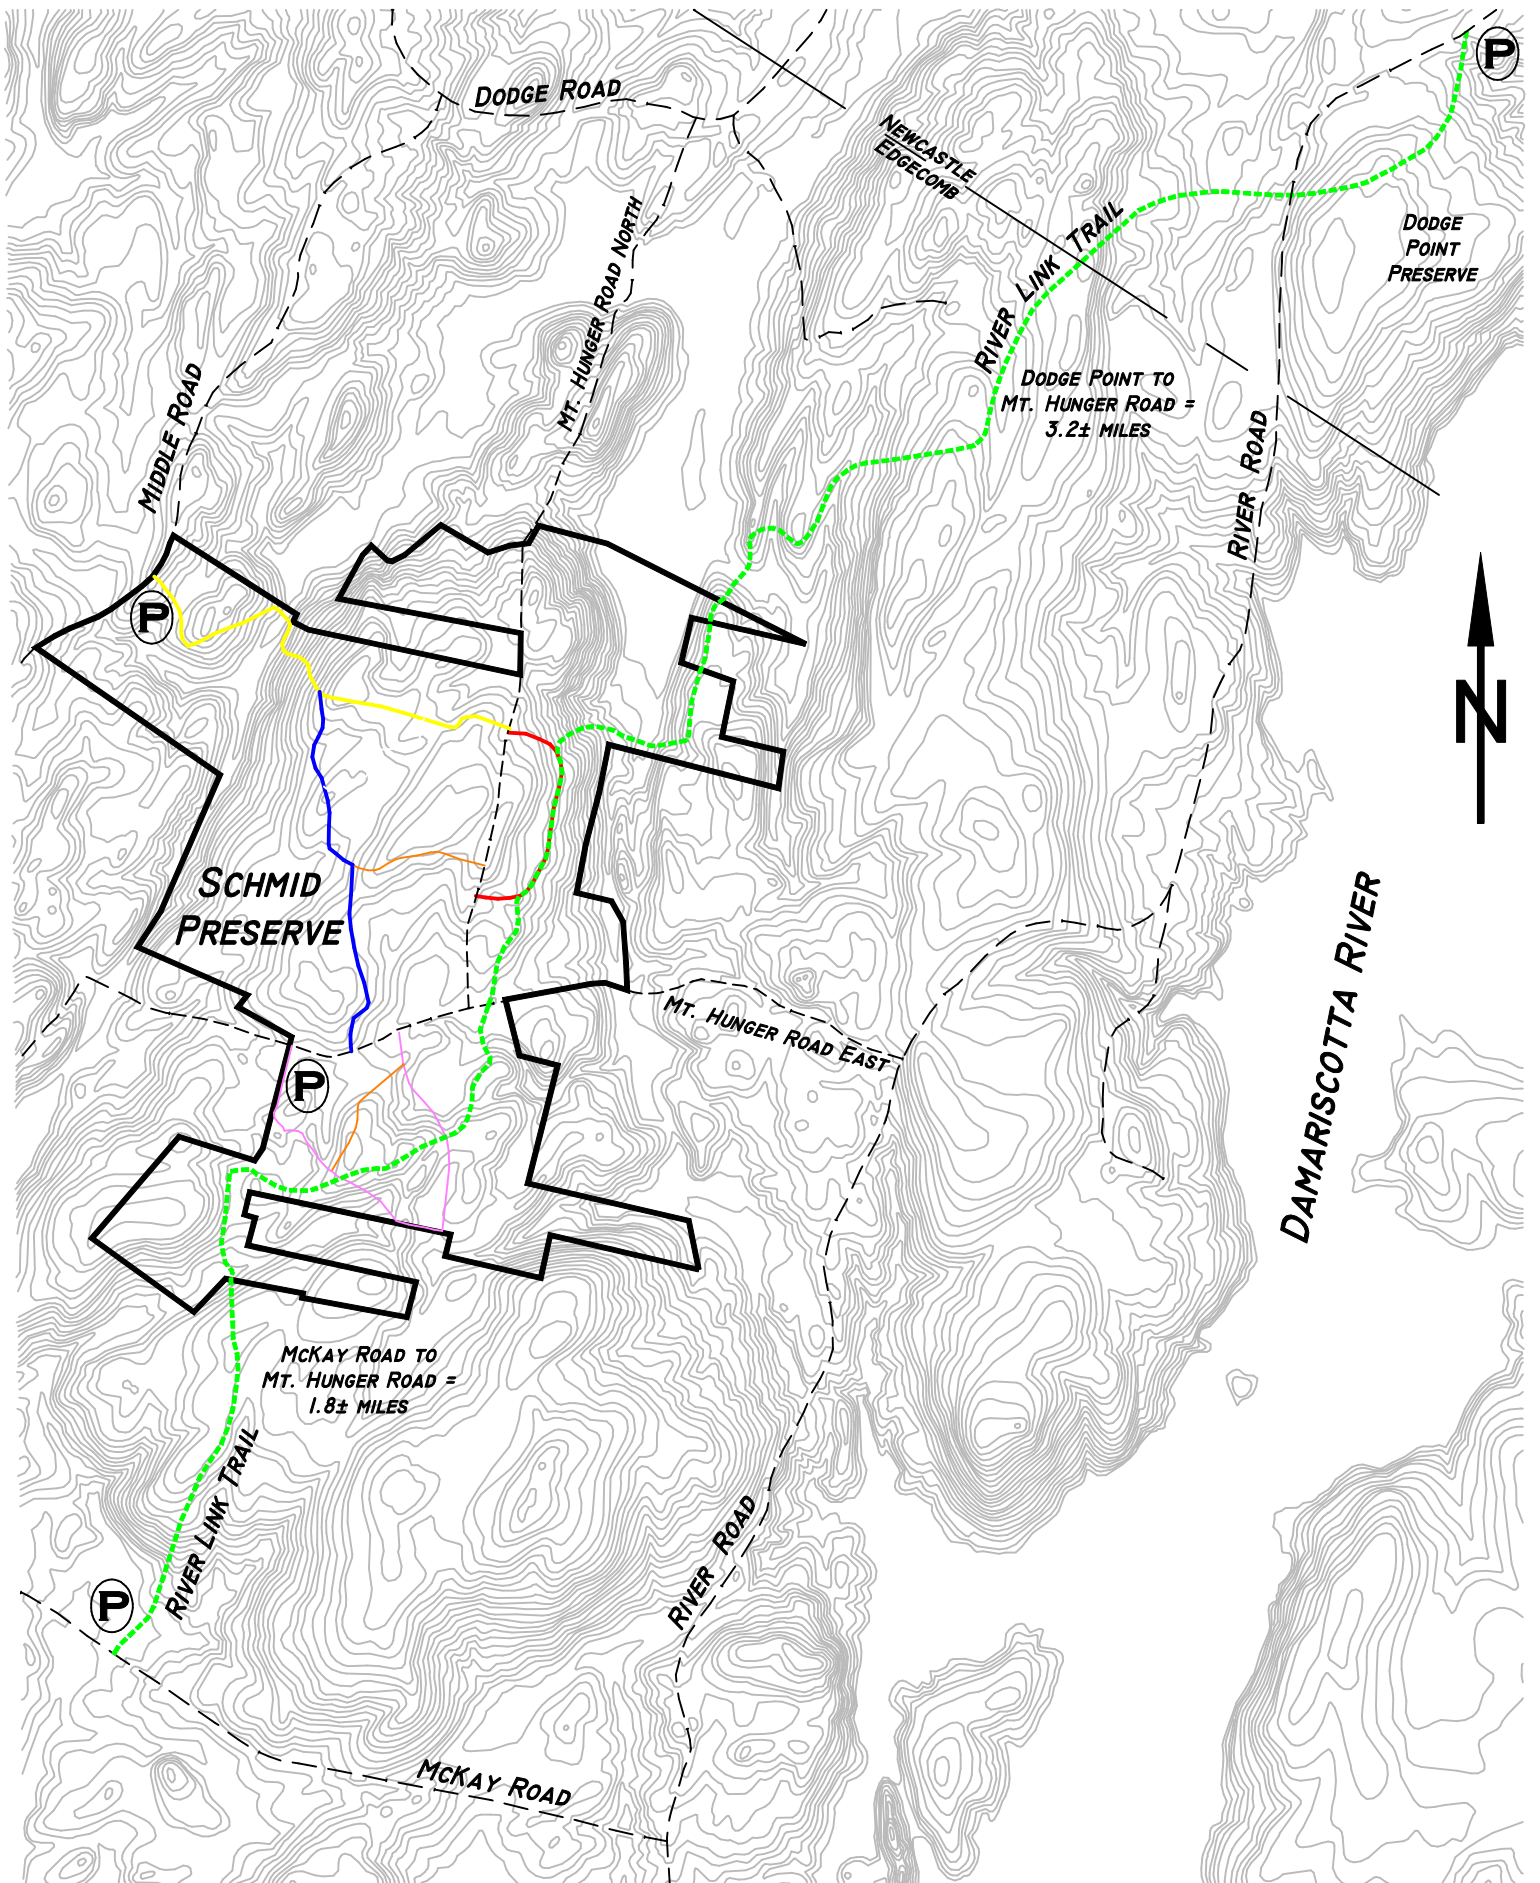 P
DODGE ROAD
NEWCASTLE
EDGECOMB
RIVER LINK TRAIL
DODGE
POINT
PRESERVE
MT. HUNGER ROAD NORTH
MIDDLE ROAD
DODGE POINT TO
MT. HUNGER ROAD =
3.2± MILES
RIVER ROAD
P
N
SCHMID
PRESERVE
DAMARISCOTTA RIVER
MT. HUNGER ROAD EAST
P
MCKAY ROAD TO
MT. HUNGER ROAD =
1.8± MILES
RIVER LINK TRAIL
RIVER ROAD
P
MCKAY ROAD